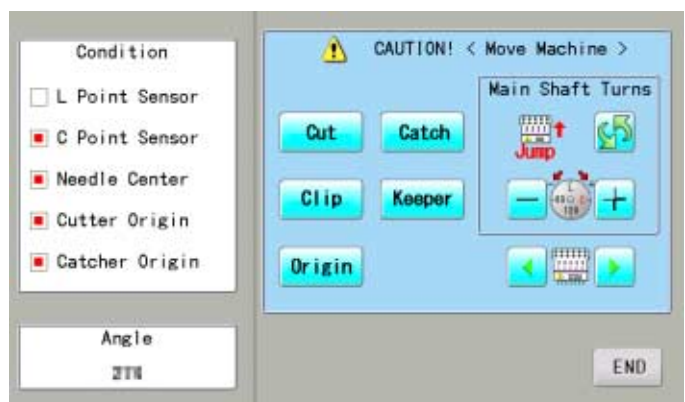 Condition
L Point Sensor
C Point Sensor
Needle Center
Cutter Origin
Catcher Origin
Angle
CAUTION! < Move Machine >
Main Shaft Turns
Cut
Catch
Jump
Clip
Keeper
Origin
END